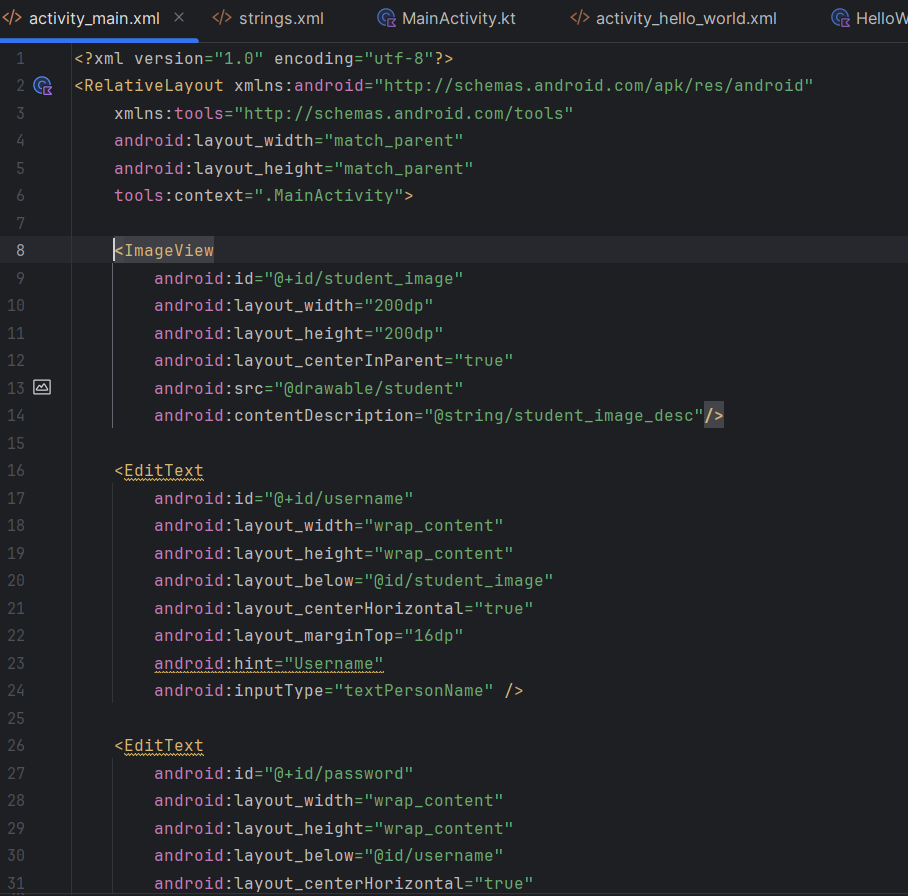 activity_main.xml
strings.xml
MainActivity.kt
activity_hello_world.xml
HelloW
1 <?xml version="1.0" encoding="utf-8"?>
2 <RelativeLayout xmlns:android="http://schemas.android.com/apk/res/android"
3 xmlns:tools="http://schemas.android.com/tools"
4 android:layout_width="match_parent"
5 android:layout_height="match_parent"
6 tools:context=".MainActivity">
7
8 <ImageView
9 android:id="@+id/student_image"
10 android:layout_width="200dp"
11 android:layout_height="200dp"
12 android:layout_centerInParent="true"
13 android:src="@drawable/student"
14 android:contentDescription="@string/student_image_desc"/>
15
16 <EditText
17 android:id="@+id/username"
18 android:layout_width="wrap_content"
19 android:layout_height="wrap_content"
20 android:layout_below="@id/student_image"
21 android:layout_centerHorizontal="true"
22 android:layout_marginTop="16dp"
23 android:hint="Username"
24 android:inputType="textPersonName" />
25
26 <EditText
27 android:id="@+id/password"
28 android:layout_width="wrap_content"
29 android:layout_height="wrap_content"
30 android:layout_below="@id/username"
31 android:layout_centerHorizontal="true"